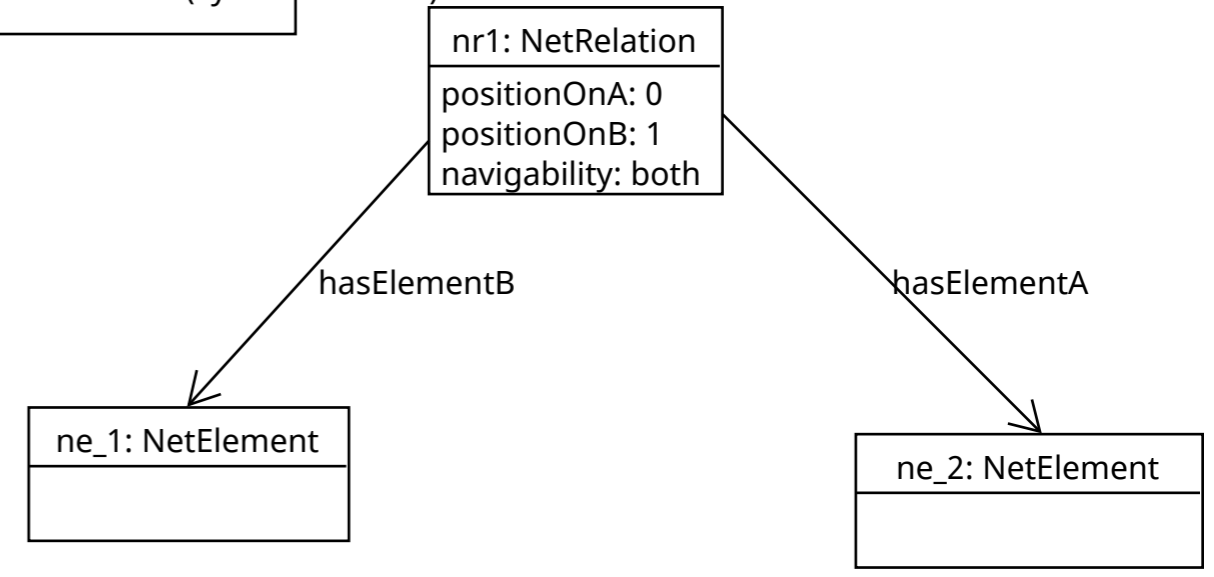 nr1: NetRelation
positionOnA: 0
positionOnB: 1
navigability: both
hasElementB
hasElementA
ne_1: NetElement
ne_2: NetElement